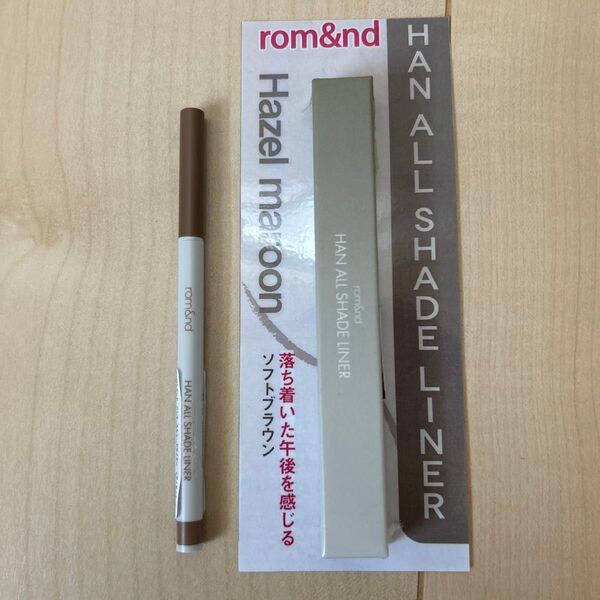 rom&nd
HAN ALL SHADE LINER
Hazel maroon
落ち着いた午後を感じる
ソフトブラウン
rom&nd
HAN ALL SHADE LINER
rom&nd
HAN ALL SHADE LINER